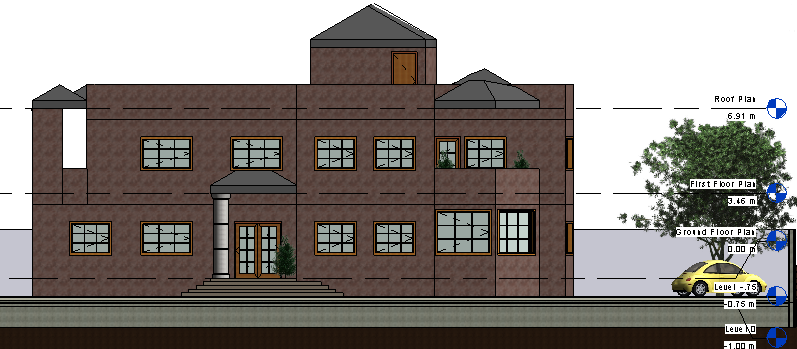 Roof Plan
6.91 m
First Floor Plan
3.46 m
Ground Floor Plan
0.00 m
Level -.75
-0.75 m
Level 0
-1.00 m